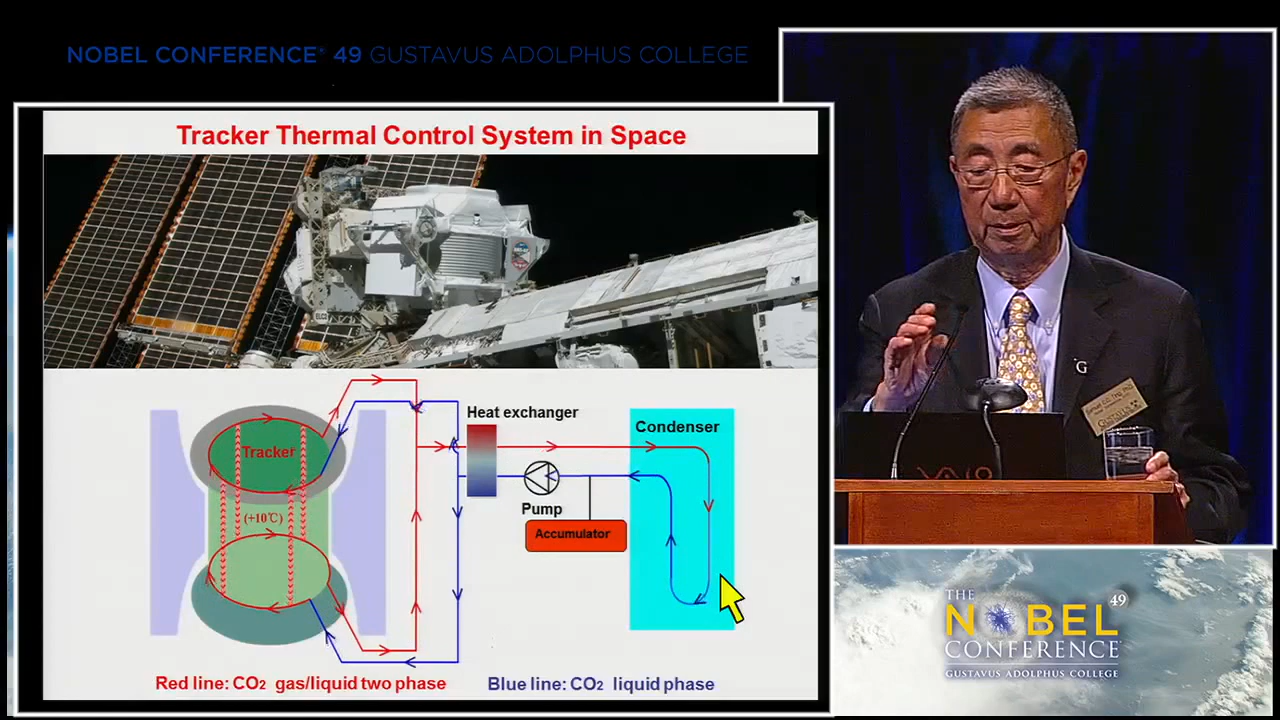 NOBEL CONFERENCE 49 GUSTAVUS ADOLPHUS COLLEGE
Tracker Thermal Control System in Space
Heat exchanger
Condenser
Tracker
(+10℃)
Pump
Accumulator
Red line: CO₂ gas/liquid two phase
Blue line: CO₂ liquid phase
G
VAIO
THE
NOBEL 49
CONFERENCE
GUSTAVUS ADOLPHUS COLLEGE